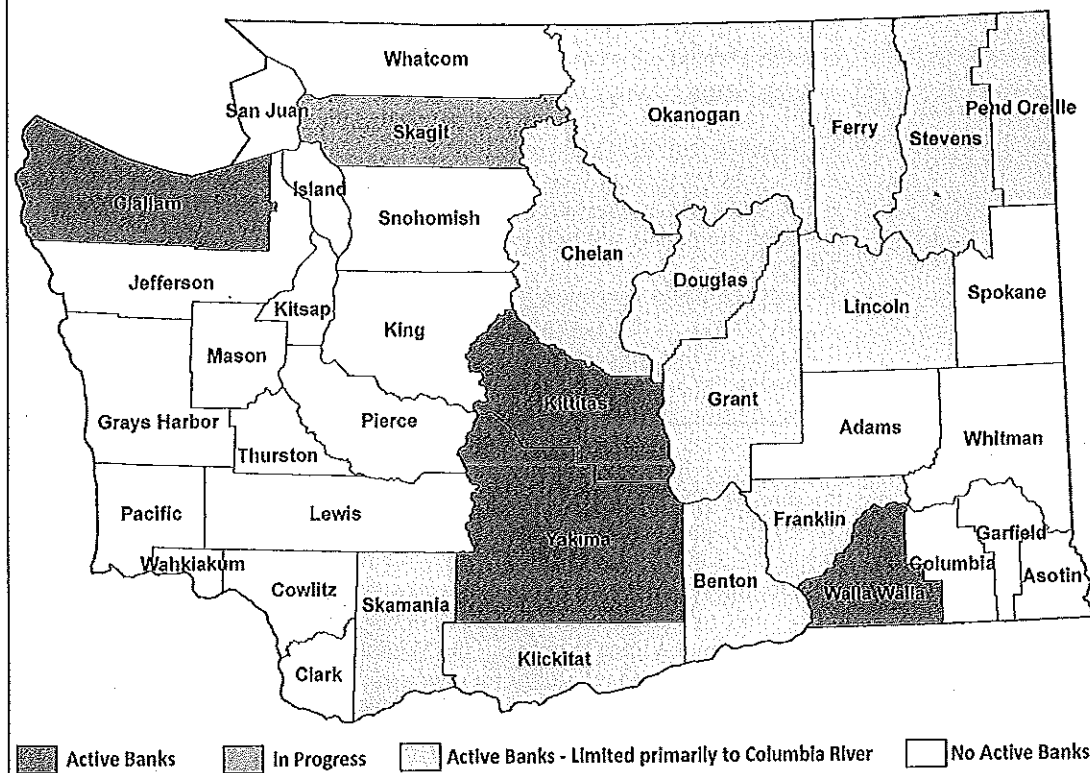 Whatcom
San Juan
Skagit
Okanogan
Ferry
Stevens
Pend Oreille
Clallam
Island
Snohomish
Chelan
Douglas
Jefferson
Kitsap
King
Lincoln
Spokane
Mason
Kittitas
Grant
Grays Harbor
Pierce
Adams
Whitman
Thurston
Pacific
Lewis
Yakima
Franklin
Garfield
Wahkiakum
Cowlitz
Skamania
Benton
Walla Walla
Columbia
Asotin
Klickitat
Clark
Active Banks
In Progress
Active Banks - Limited primarily to Columbia River
No Active Banks